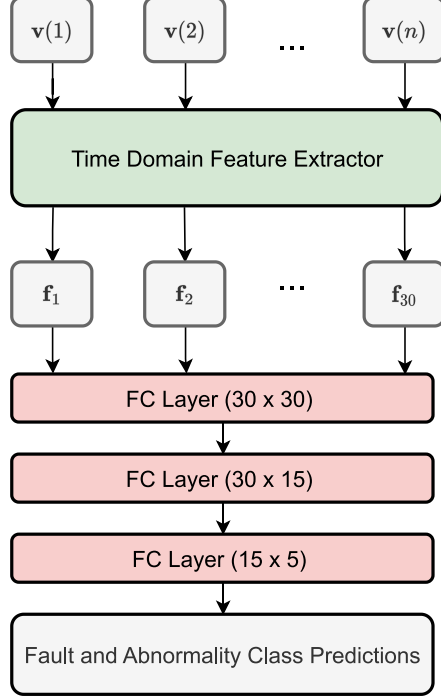 v(1) v(2) ... v(n)
Time Domain Feature Extractor
f₁ f₂ ... f₃₀
FC Layer (30 x 30)
FC Layer (30 x 15)
FC Layer (15 x 5)
Fault and Abnormality Class Predictions